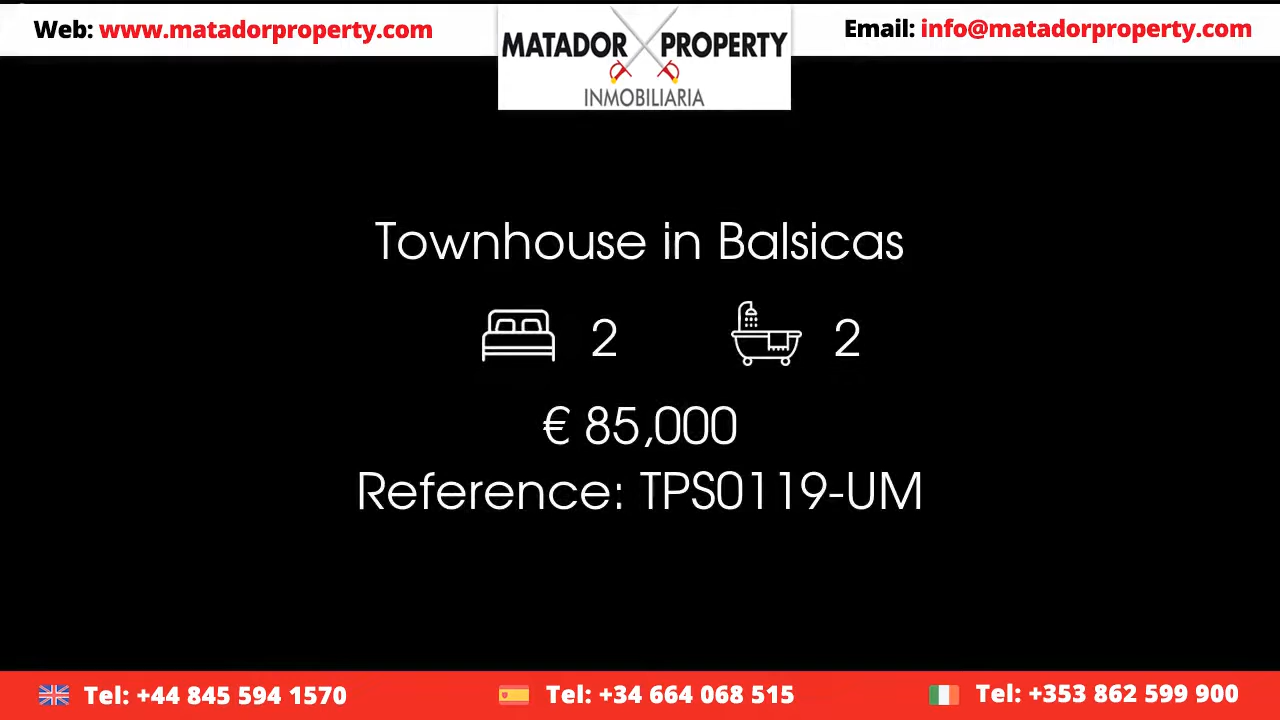 Web: www.matadorproperty.com
MATADOR PROPERTY
INMOBILIARIA
Email: info@matadorproperty.com
Townhouse in Balsicas
2 2
€ 85,000
Reference: TPS0119-UM
Tel: +44 845 594 1570
Tel: +34 664 068 515
Tel: +353 862 599 900